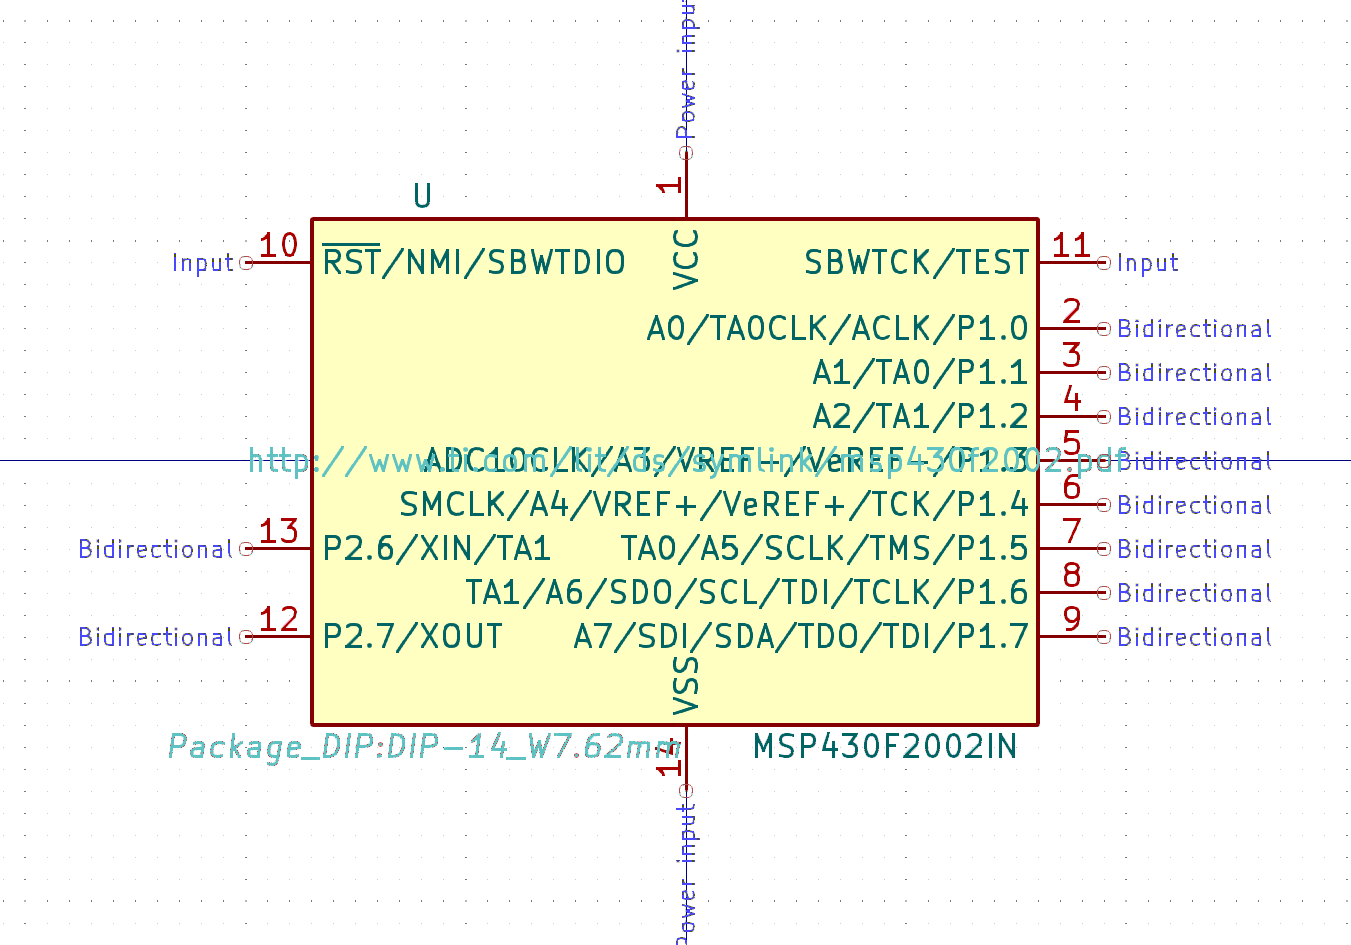 Power input
1
U
10
11
Input
R̅S̅T̅/NMI/SBWTDIO
VCC
SBWTCK/TEST
Input
2
A0/TA0CLK/ACLK/P1.0
Bidirectional
3
A1/TA0/P1.1
Bidirectional
4
A2/TA1/P1.2
Bidirectional
5
http://www.ti.com/lit/ds/symlink/msp430f2002.pdf
ADC10CLK/A3/VREF-/VeREF-/P1.3
Bidirectional
6
SMCLK/A4/VREF+/VeREF+/TCK/P1.4
Bidirectional
13
7
Bidirectional
P2.6/XIN/TA1
TA0/A5/SCLK/TMS/P1.5
Bidirectional
8
TA1/A6/SDO/SCL/TDI/TCLK/P1.6
Bidirectional
12
9
Bidirectional
P2.7/XOUT
A7/SDI/SDA/TDO/TDI/P1.7
Bidirectional
VSS
Package_DIP:DIP-14_W7.62mm
14
MSP430F2002IN
Power input